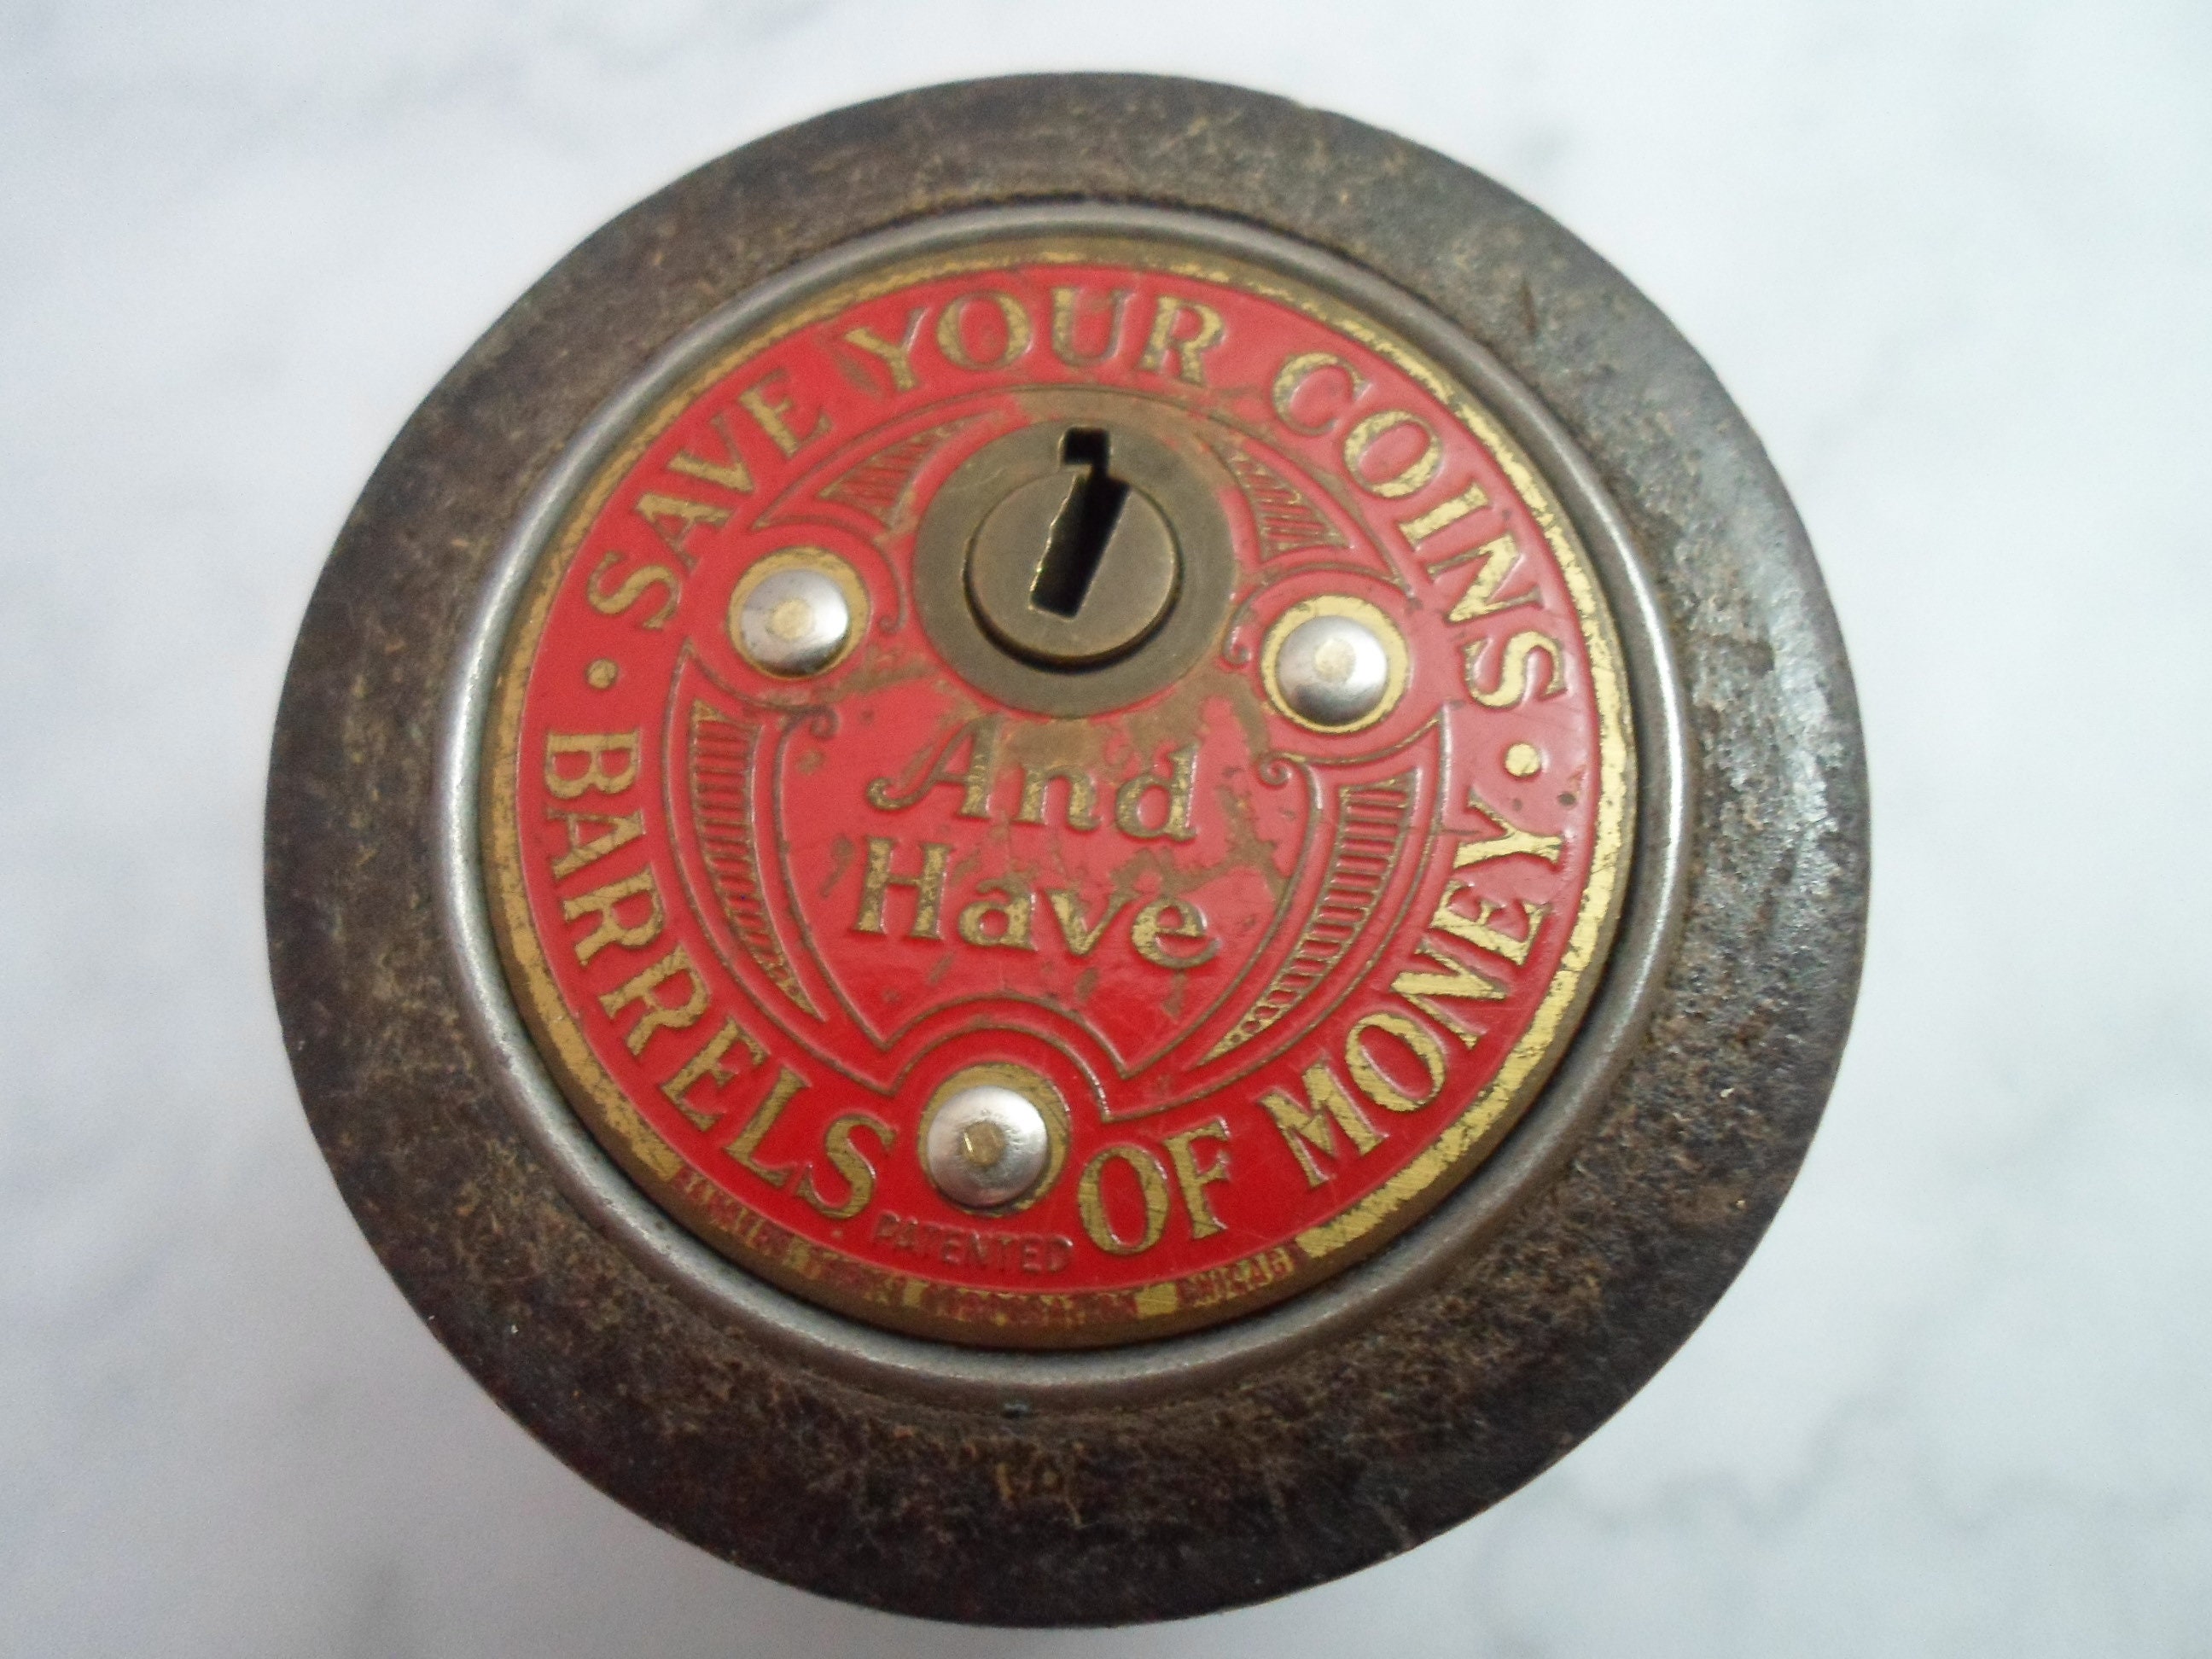 SAVE YOUR COINS
And
Have
BARRELS OF MONEY
PATENTED